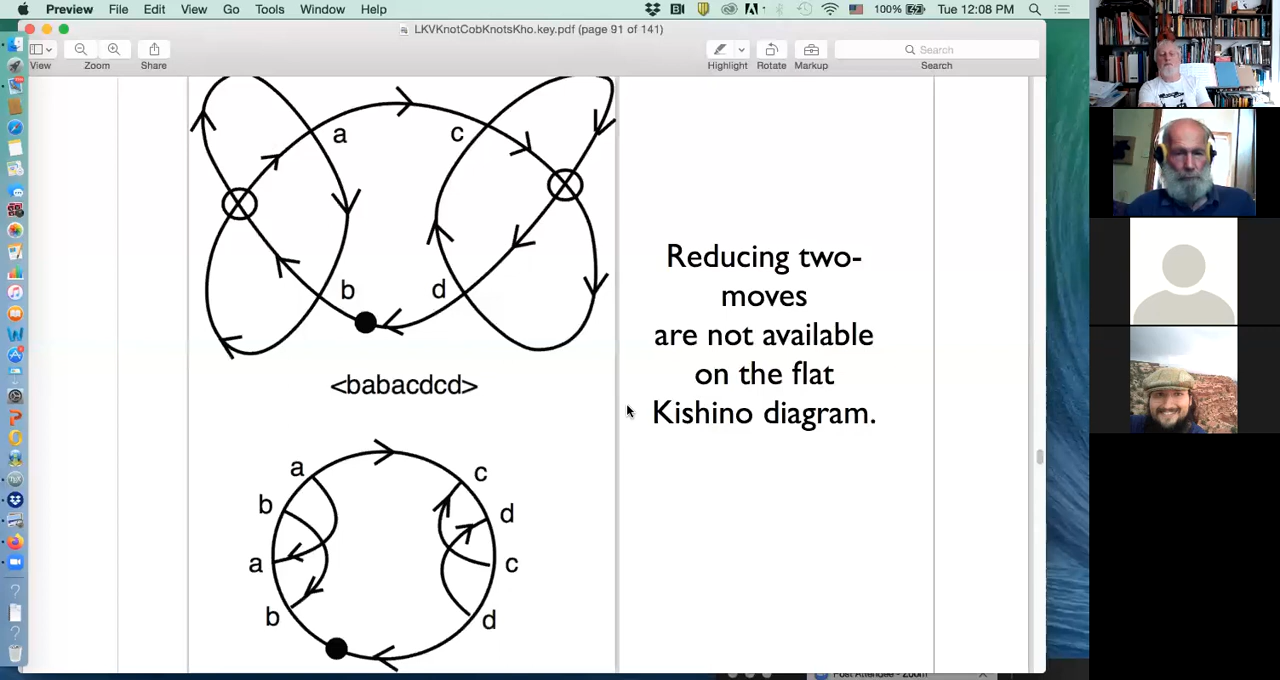 Preview File Edit View Go Tools Window Help
100% Tue 12:08 PM
LKVKnotCobKnotsKho.key.pdf (page 91 of 141)
View Zoom Share Highlight Rotate Markup Search
Search
a c
b d
<babacdcd>
Reducing two-
moves
are not available
on the flat
Kishino diagram.
a c
b d
a c
b d